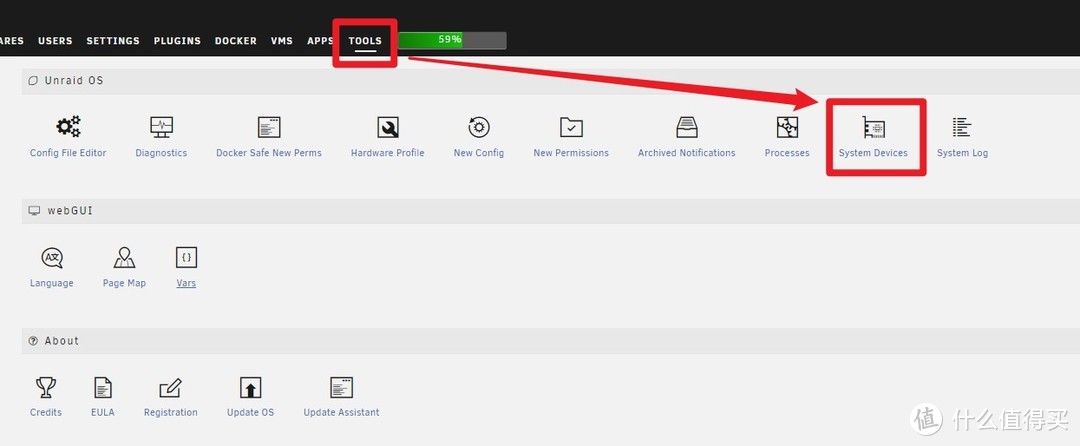 ARES USERS SETTINGS PLUGINS DOCKER VMS APPS TOOLS 59%
Unraid OS
Config File Editor Diagnostics Docker Safe New Perms Hardware Profile New Config New Permissions Archived Notifications Processes System Devices System Log
webGUI
Language Page Map Vars
About
Credits EULA Registration Update OS Update Assistant
值 什么值得买